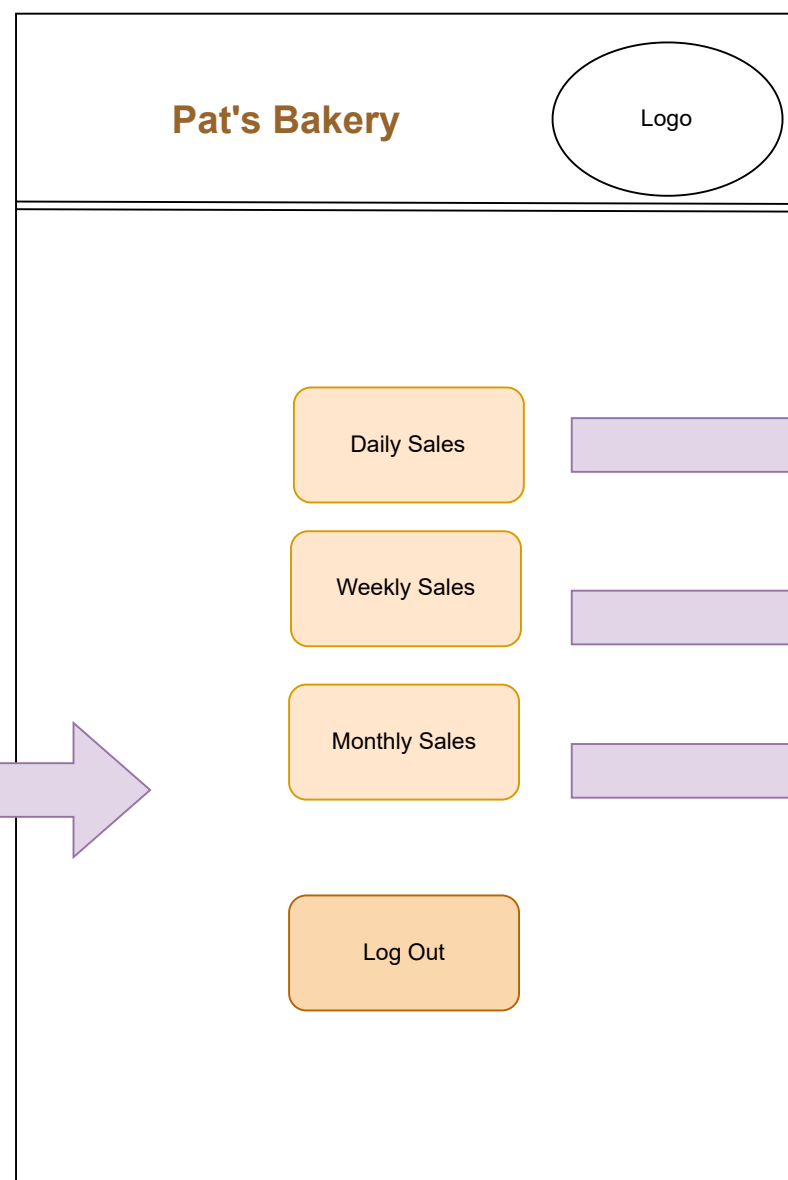 Pat's Bakery
Logo
Daily Sales
Weekly Sales
Monthly Sales
Log Out